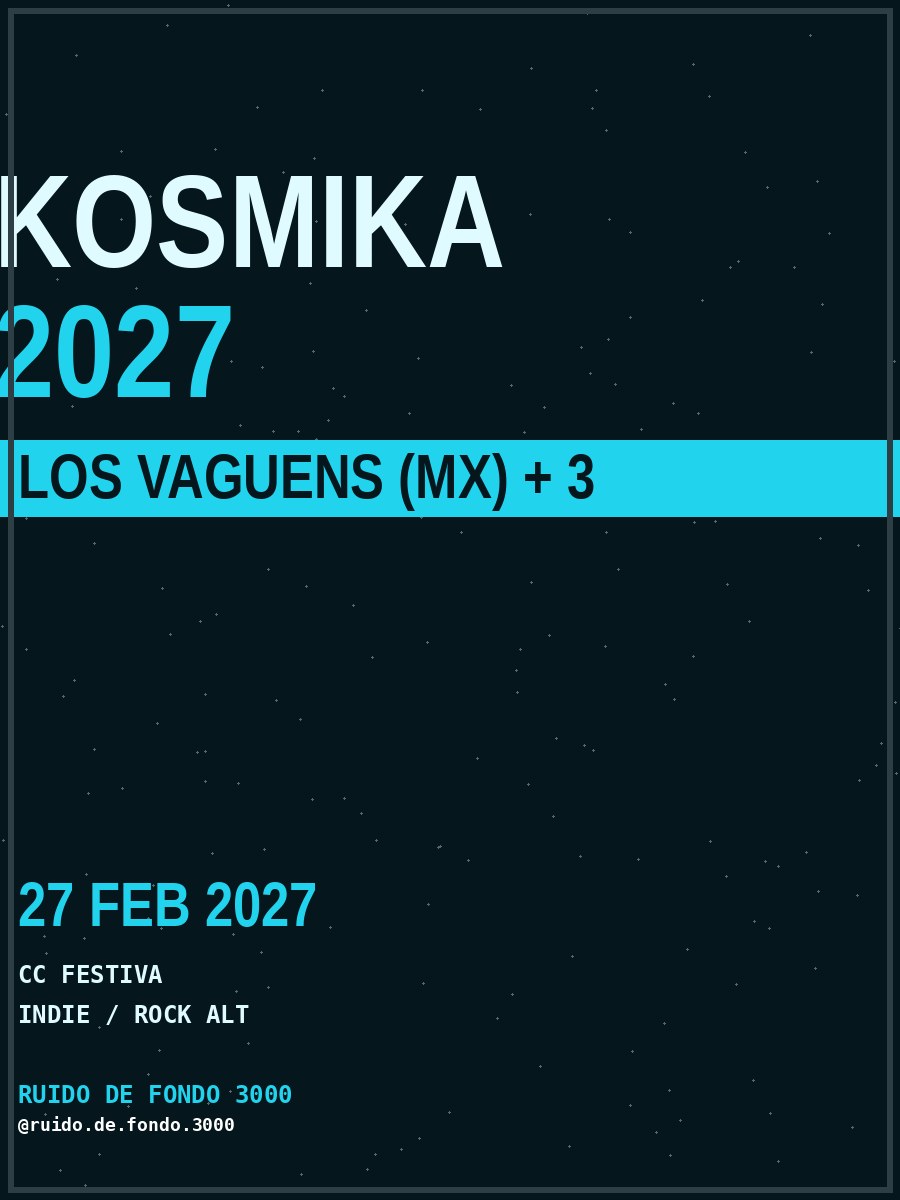 KOSMIKA
2027
LOS VAGUENS (MX) + 3
27 FEB 2027
CC FESTIVA
INDIE / ROCK ALT
RUIDO DE FONDO 3000
@ruido.de.fondo.3000